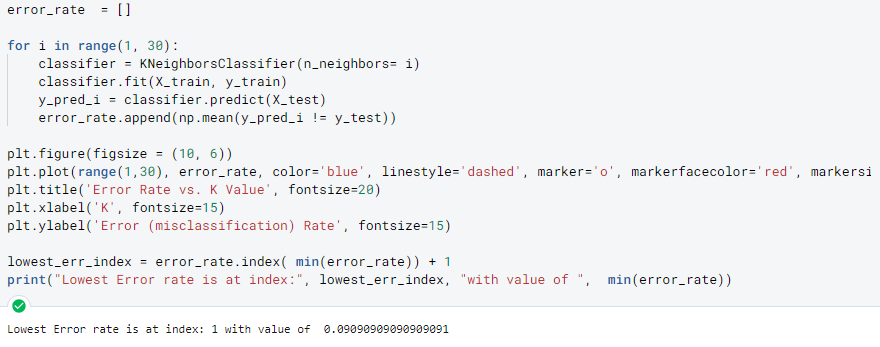 error_rate  = []
for i in range(1, 30):
    classifier = KNeighborsClassifier(n_neighbors= i)
    classifier.fit(X_train, y_train)
    y_pred_i = classifier.predict(X_test)
    error_rate.append(np.mean(y_pred_i != y_test))
plt.figure(figsize = (10, 6))
plt.plot(range(1,30), error_rate, color='blue', linestyle='dashed', marker='o', markerfacecolor='red', markersi
plt.title('Error Rate vs. K Value', fontsize=20)
plt.xlabel('K', fontsize=15)
plt.ylabel('Error (misclassification) Rate', fontsize=15)
lowest_err_index = error_rate.index( min(error_rate)) + 1
print("Lowest Error rate is at index:", lowest_err_index, "with value of ",  min(error_rate))
Lowest Error rate is at index: 1 with value of  0.09090909090909091